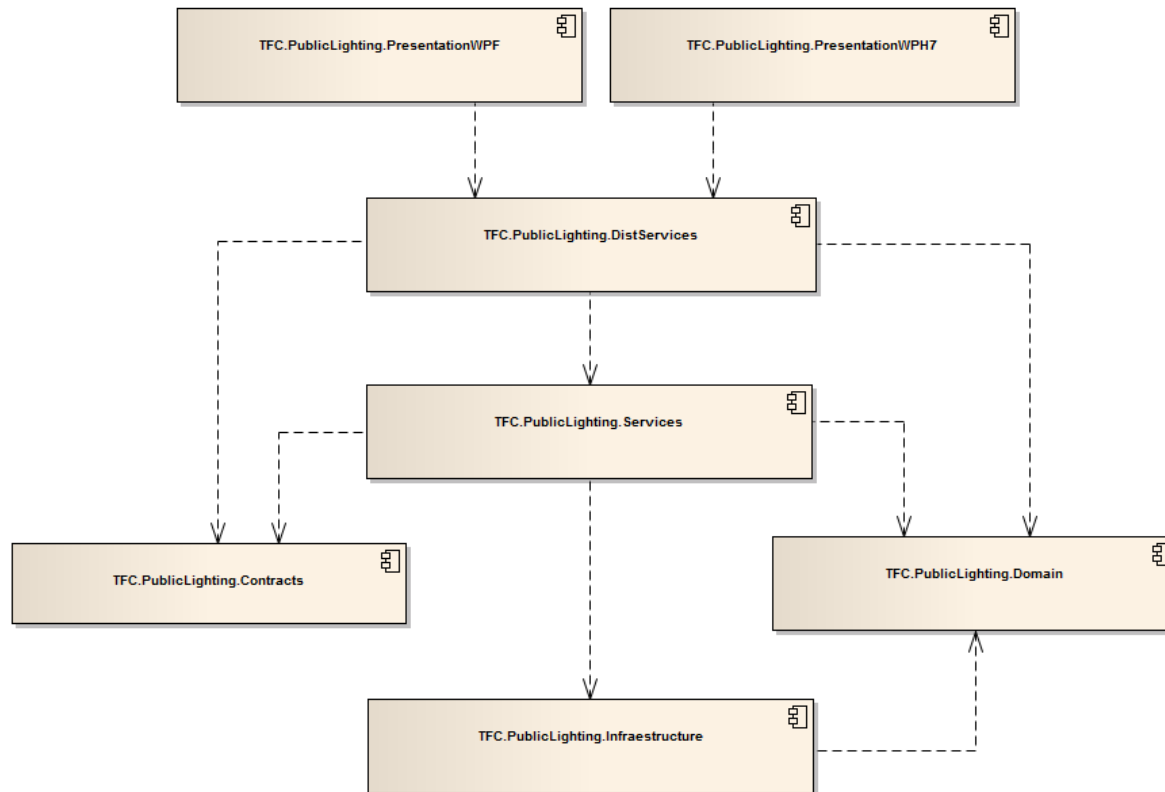 TFC.PublicLighting.PresentationWPF
TFC.PublicLighting.PresentationWPH7
TFC.PublicLighting.DistServices
TFC.PublicLighting.Services
TFC.PublicLighting.Contracts
TFC.PublicLighting.Domain
TFC.PublicLighting.Infraestructure